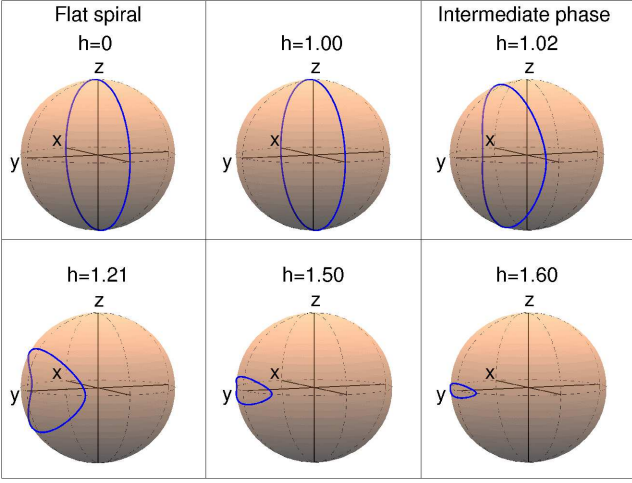 Flat spiral
h=0
z
x
y
h=1.00
z
x
y
Intermediate phase
h=1.02
z
x
y
h=1.21
z
x
y
h=1.50
z
x
y
h=1.60
z
x
y